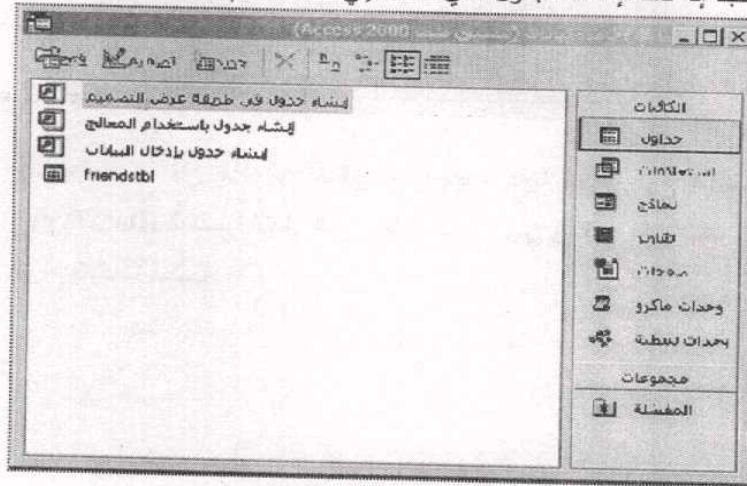 (Access 2000
فتح تصميم جديد
إنشاء جدول في طريقة عرض التصميم
إنشاء جدول باستخدام المعالج
إنشاء جدول بإدخال البيانات
friendstbl
الكائنات
جداول
استعلامات
نماذج
تقارير
صفحات
وحدات ماكرو
وحدات نمطية
مجموعات
المفضلة